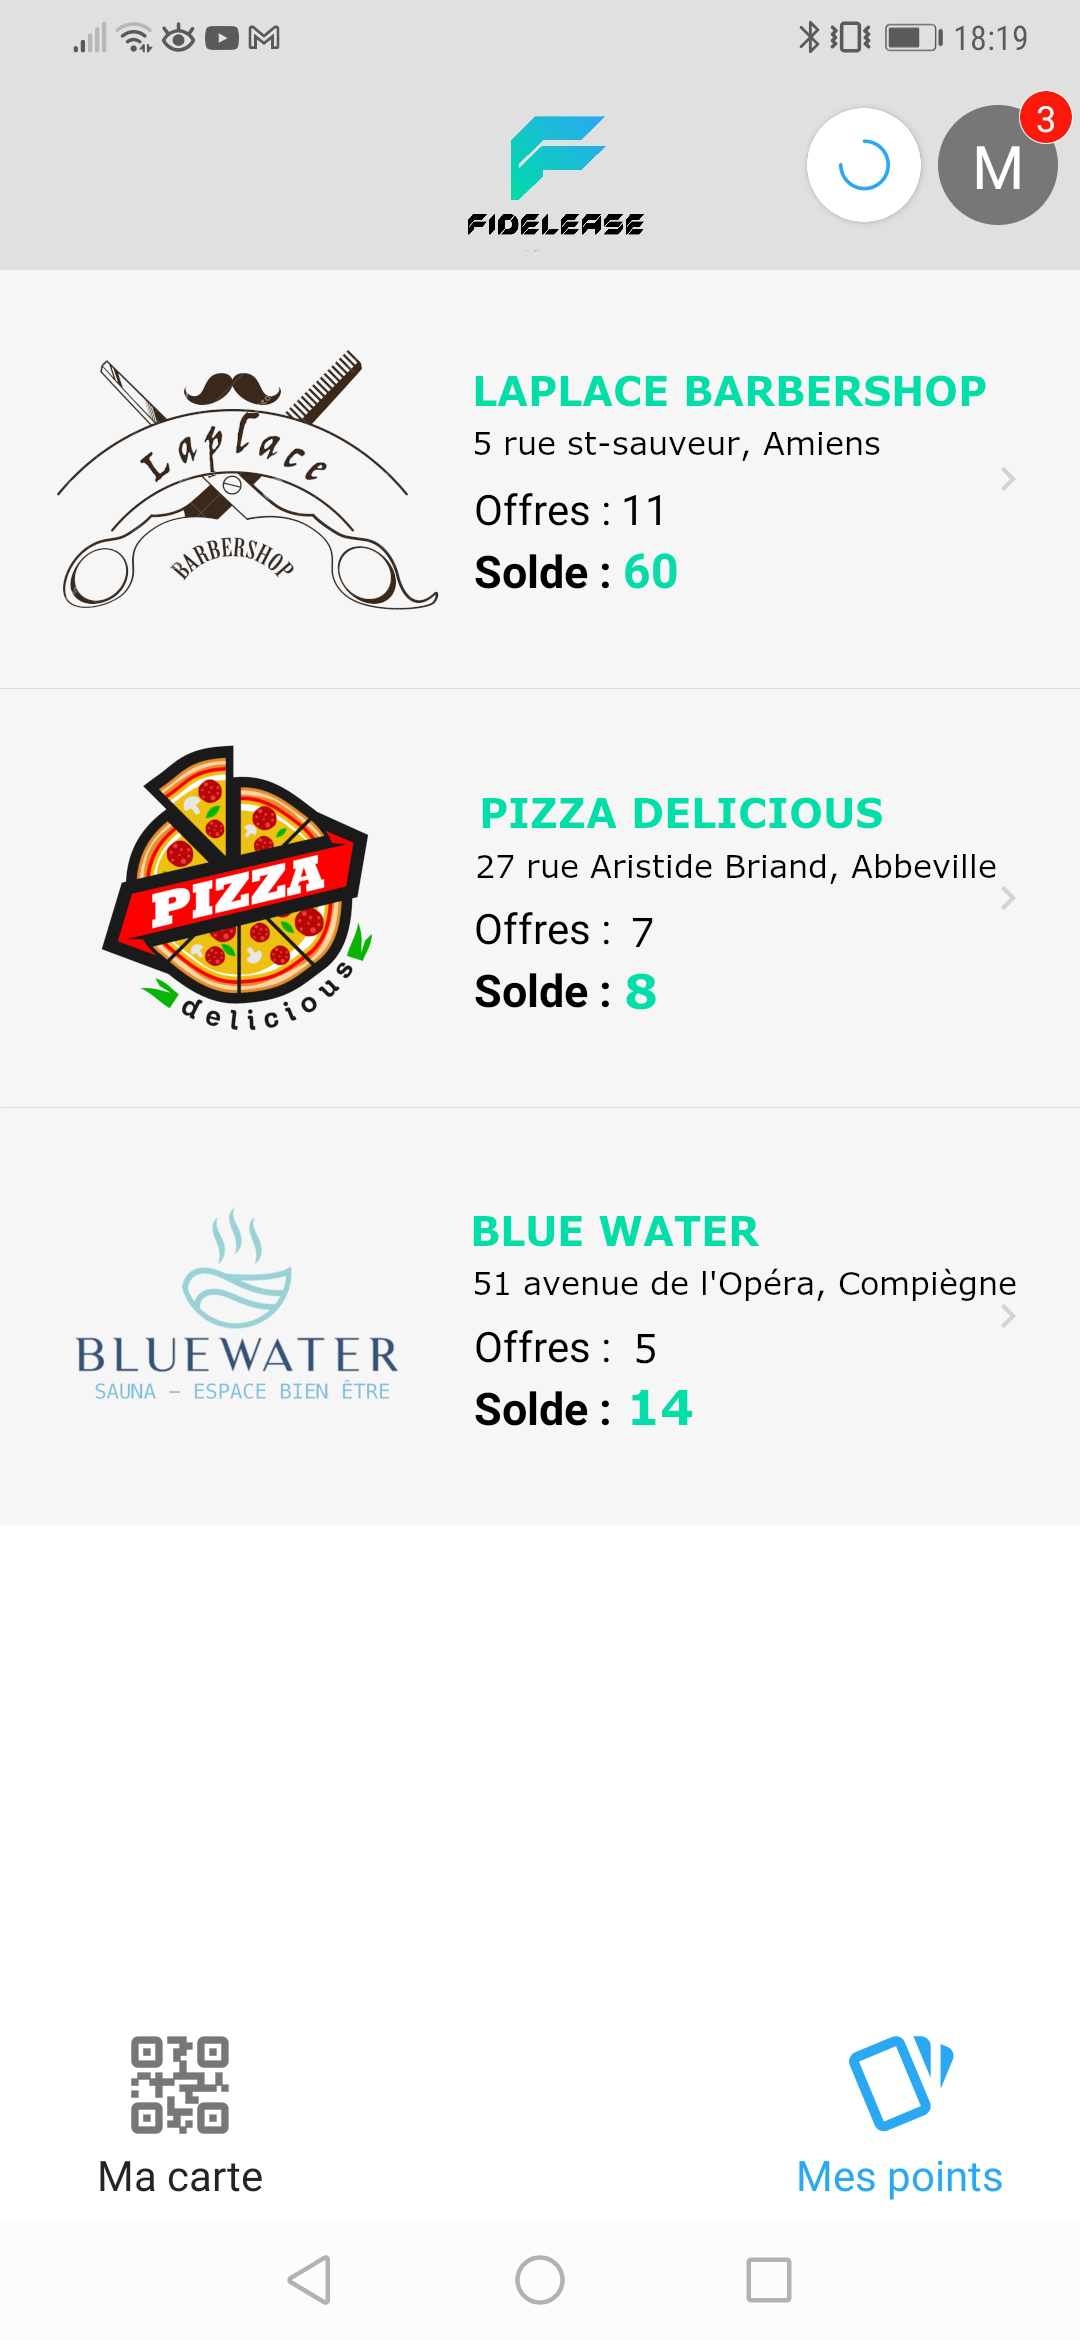 18:19
3
M
FIDELEASE
Laplace
BARBERSHOP
LAPLACE BARBERSHOP
5 rue st-sauveur, Amiens
Offres : 11
Solde : 60
PIZZA
delicious
PIZZA DELICIOUS
27 rue Aristide Briand, Abbeville
Offres : 7
Solde : 8
BLUEWATER
SAUNA – ESPACE BIEN ÊTRE
BLUE WATER
51 avenue de l'Opéra, Compiègne
Offres : 5
Solde : 14
Ma carte
Mes points